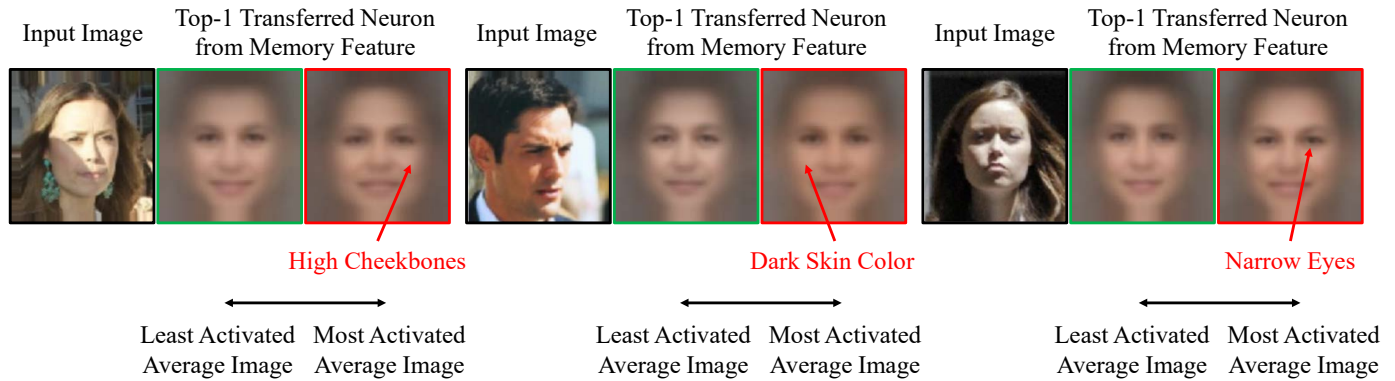 Input Image
Top-1 Transferred Neuron
from Memory Feature
Input Image
Top-1 Transferred Neuron
from Memory Feature
Input Image
Top-1 Transferred Neuron
from Memory Feature
High Cheekbones
Dark Skin Color
Narrow Eyes
Least Activated
Average Image
Most Activated
Average Image
Least Activated
Average Image
Most Activated
Average Image
Least Activated
Average Image
Most Activated
Average Image